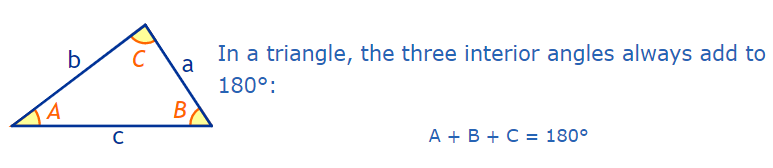 b
C
a
In a triangle, the three interior angles always add to
180°:
A
B
c
A + B + C = 180°